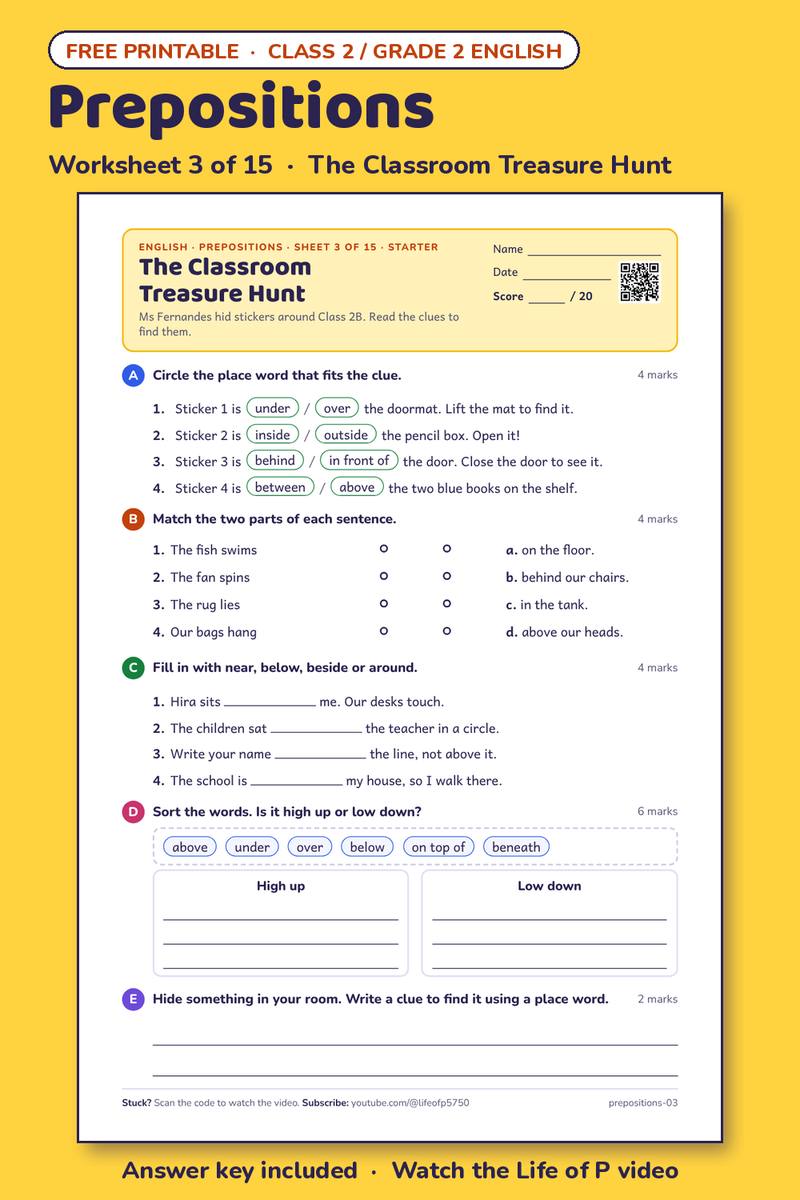 FREE PRINTABLE · CLASS 2 / GRADE 2 ENGLISH
Prepositions
Worksheet 3 of 15 · The Classroom Treasure Hunt
ENGLISH · PREPOSITIONS · SHEET 3 OF 15 · STARTER
The Classroom
Treasure Hunt
Ms Fernandes hid stickers around Class 2B. Read the clues to
find them.
Name ____________________
Date ____________
Score ______ / 20
A Circle the place word that fits the clue. 4 marks
1. Sticker 1 is under / over the doormat. Lift the mat to find it.
2. Sticker 2 is inside / outside the pencil box. Open it!
3. Sticker 3 is behind / in front of the door. Close the door to see it.
4. Sticker 4 is between / above the two blue books on the shelf.
B Match the two parts of each sentence. 4 marks
1. The fish swims a. on the floor.
2. The fan spins b. behind our chairs.
3. The rug lies c. in the tank.
4. Our bags hang d. above our heads.
C Fill in with near, below, beside or around. 4 marks
1. Hira sits ____________ me. Our desks touch.
2. The children sat ____________ the teacher in a circle.
3. Write your name ____________ the line, not above it.
4. The school is ____________ my house, so I walk there.
D Sort the words. Is it high up or low down? 6 marks
above under over below on top of beneath
High up Low down
E Hide something in your room. Write a clue to find it using a place word. 2 marks
Stuck? Scan the code to watch the video. Subscribe: youtube.com/@lifeofp5750 prepositions-03
Answer key included · Watch the Life of P video